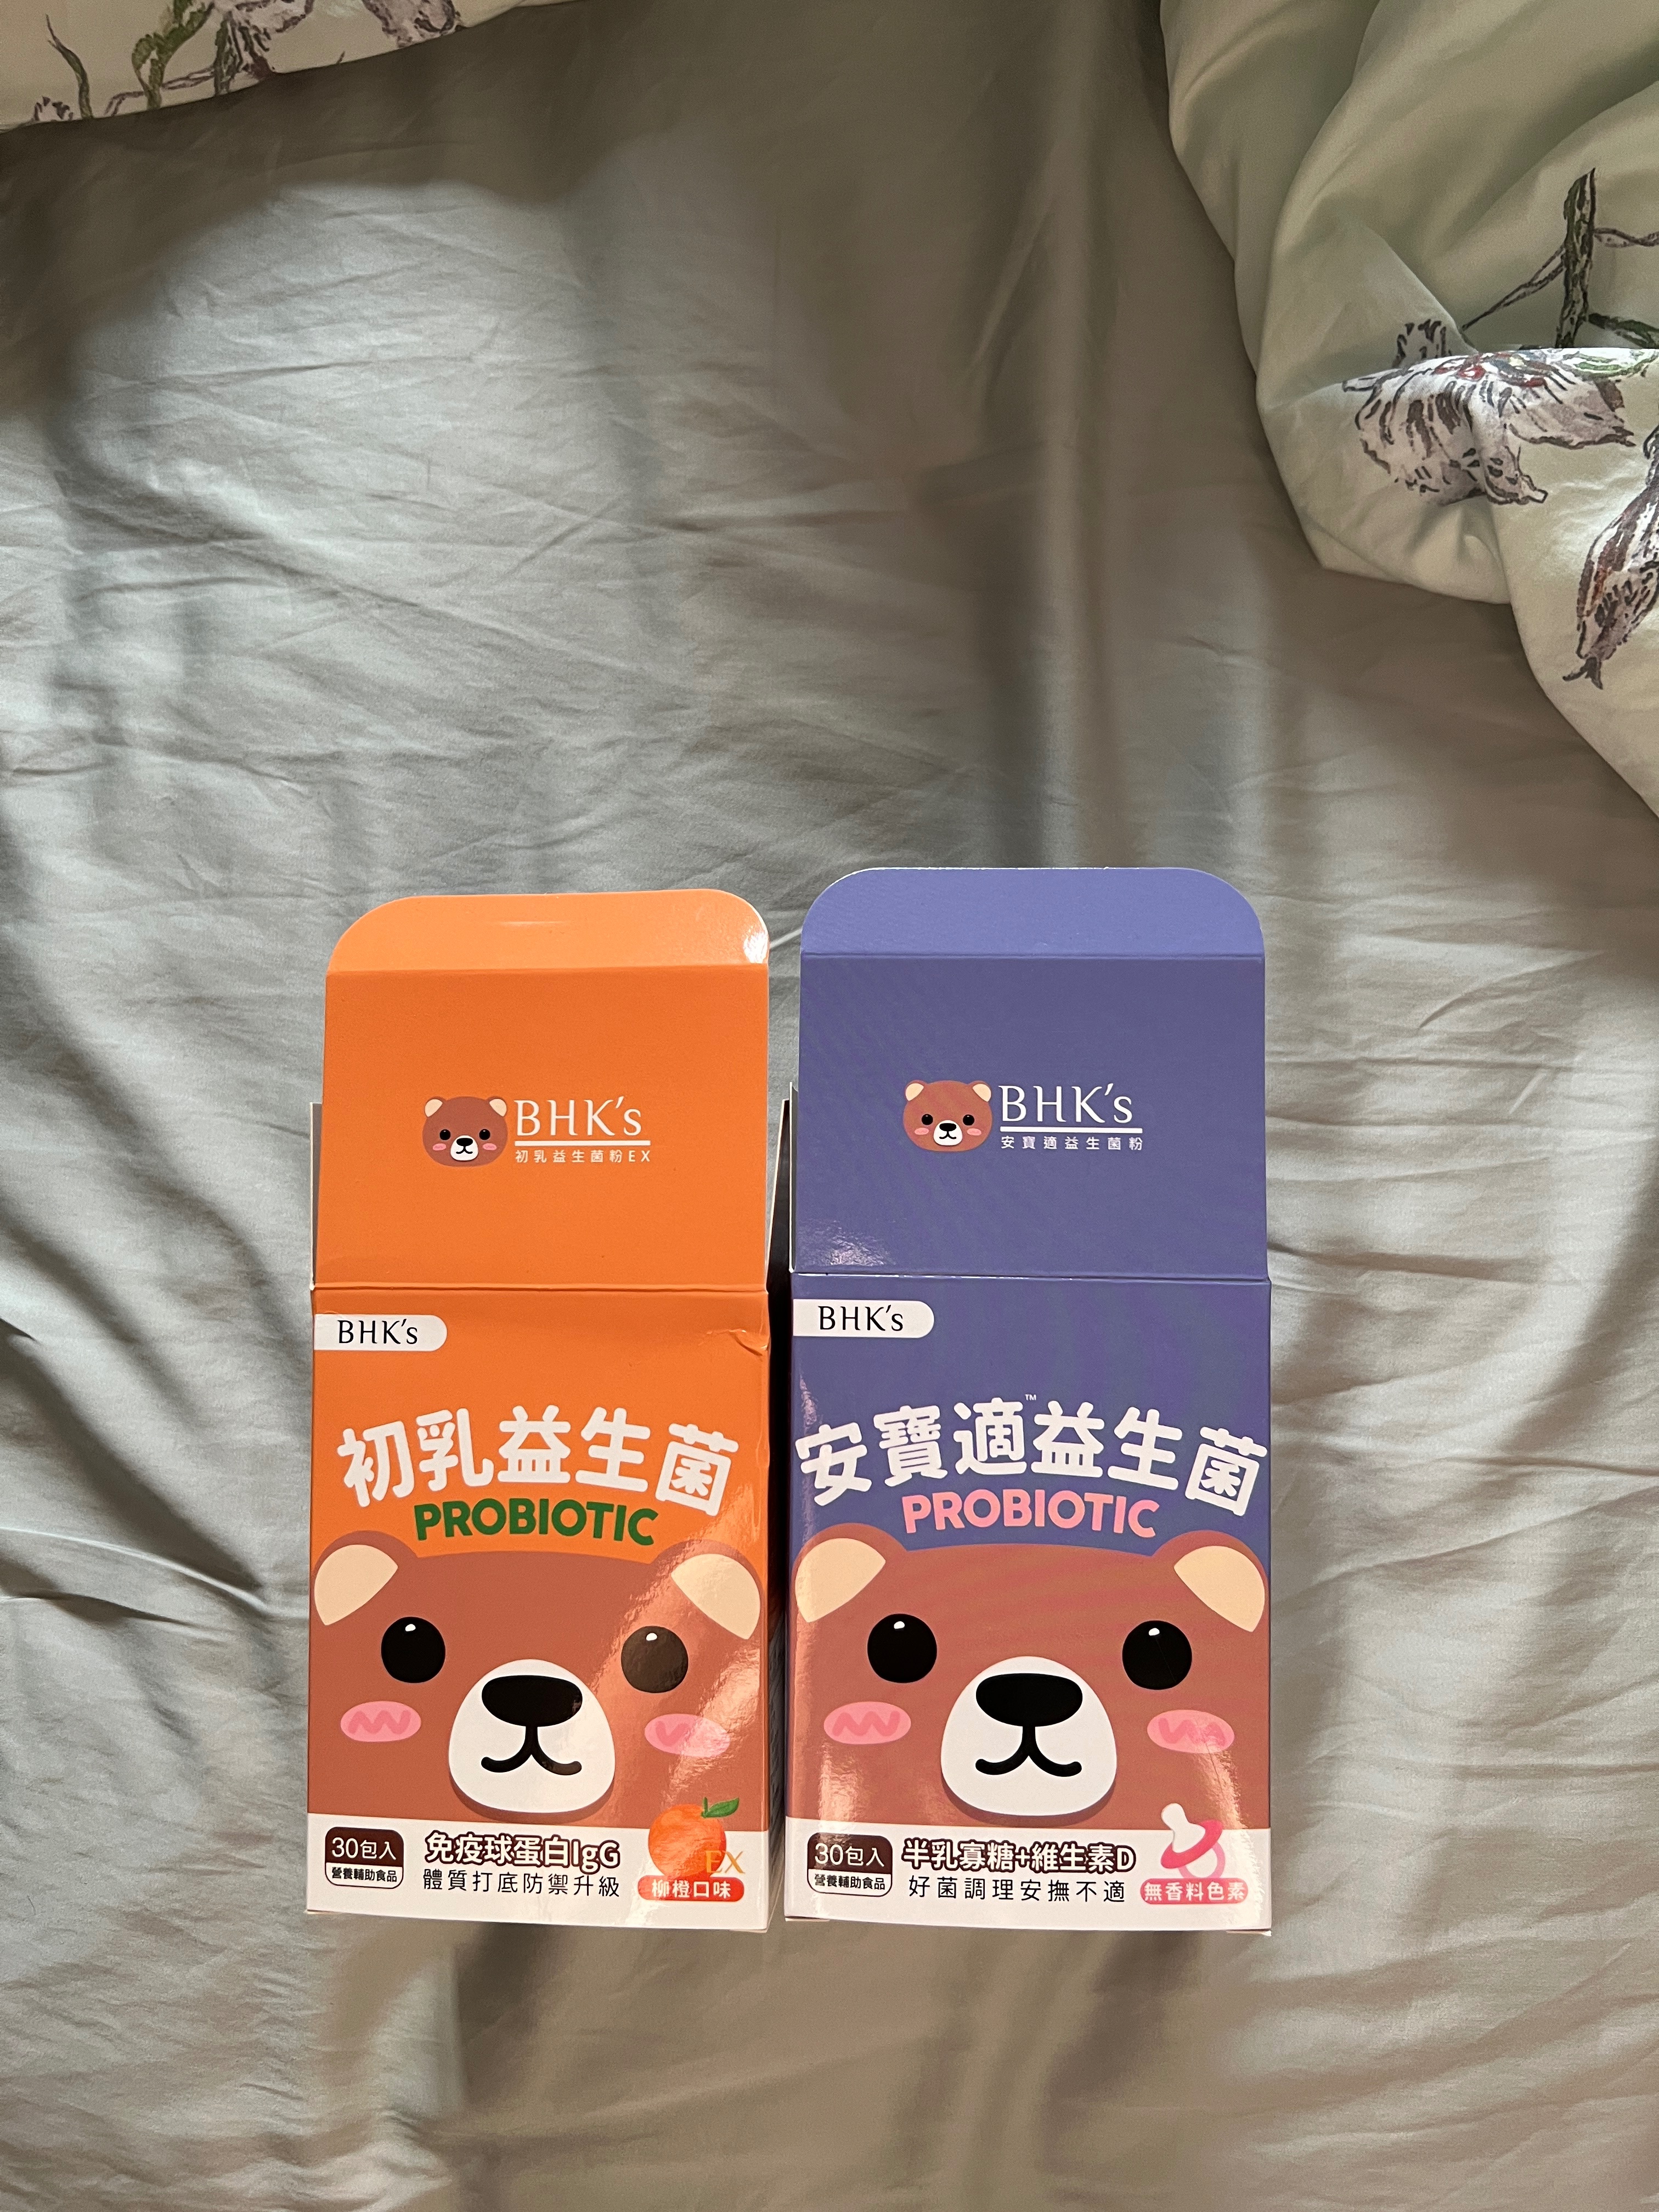 BHK's
初乳益生菌粉EX
BHK's
初乳益生菌
PROBIOTIC
30包入
營養輔助食品
免疫球蛋白IgG
體質打底防禦升級
EX
柳橙口味
BHK's
安寶適益生菌粉
BHK's
安寶適™益生菌
PROBIOTIC
30包入
營養輔助食品
半乳寡糖+維生素D
好菌調理安撫不適
無香料色素